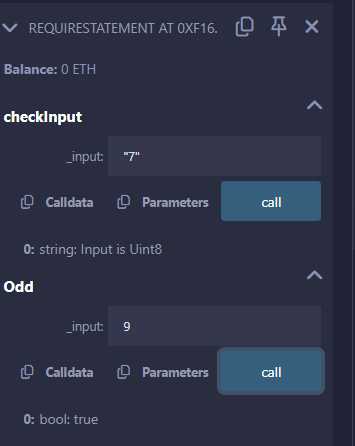 REQUIRESTATEMENT AT 0XF16.
Balance: 0 ETH
checkInput
_input: "7"
Calldata Parameters call
0: string: Input is Uint8
Odd
_input: 9
Calldata Parameters call
0: bool: true